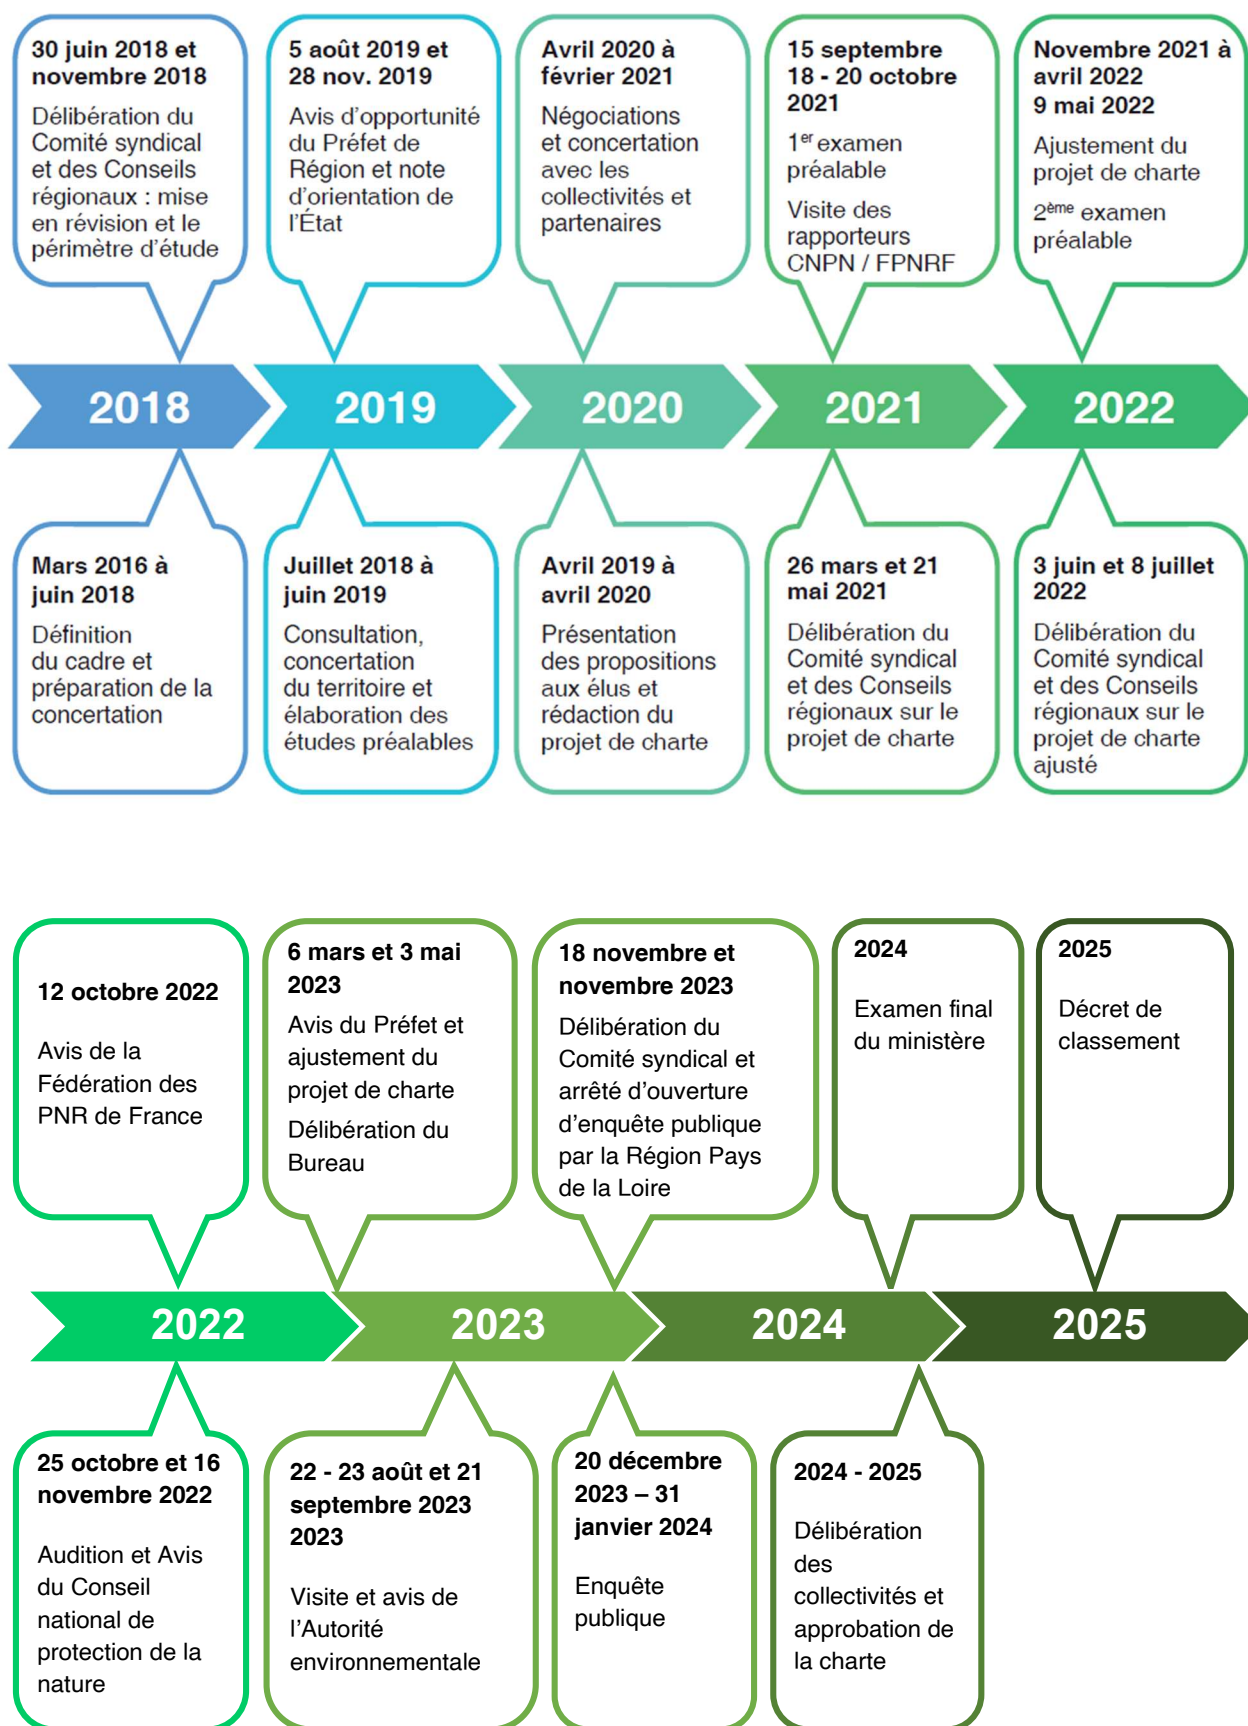 30 juin 2018 et
novembre 2018
Délibération du
Comité syndical
et des Conseils
régionaux : mise
en révision et le
périmètre d’étude
5 août 2019 et
28 nov. 2019
Avis d’opportunité
du Préfet de
Région et note
d’orientation de
l’État
Avril 2020 à
février 2021
Négociations
et concertation
avec les
collectivités et
partenaires
15 septembre
18 - 20 octobre
2021
1er examen
préalable
Visite des
rapporteurs
CNPN / FPNRF
Novembre 2021 à
avril 2022
9 mai 2022
Ajustement du
projet de charte
2ème examen
préalable
2018
2019
2020
2021
2022
Mars 2016 à
juin 2018
Définition
du cadre et
préparation de la
concertation
Juillet 2018 à
juin 2019
Consultation,
concertation
du territoire et
élaboration des
études préalables
Avril 2019 à
avril 2020
Présentation
des propositions
aux élus et
rédaction du
projet de charte
26 mars et 21
mai 2021
Délibération du
Comité syndical
et des Conseils
régionaux sur le
projet de charte
3 juin et 8 juillet
2022
Délibération du
Comité syndical
et des Conseils
régionaux sur le
projet de charte
ajusté
12 octobre 2022
Avis de la
Fédération des
PNR de France
6 mars et 3 mai
2023
Avis du Préfet et
ajustement du
projet de charte
Délibération du
Bureau
18 novembre et
novembre 2023
Délibération du
Comité syndical et
arrêté d’ouverture
d’enquête publique
par la Région Pays
de la Loire
2024
Examen final
du ministère
2025
Décret de
classement
2022
2023
2024
2025
25 octobre et 16
novembre 2022
Audition et Avis
du Conseil
national de
protection de la
nature
22 - 23 août et 21
septembre 2023
2023
Visite et avis de
l’Autorité
environnementale
20 décembre
2023 – 31
janvier 2024
Enquête
publique
2024 - 2025
Délibération
des
collectivités et
approbation de
la charte